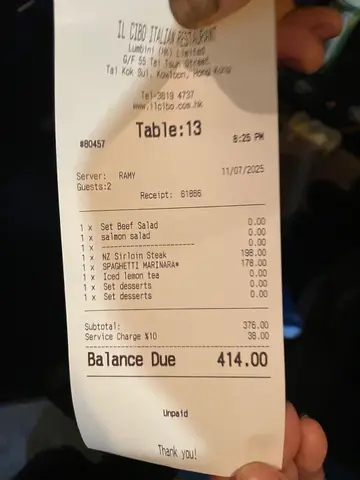 IL CIBO ITALIAN RESTAURANT
Lumbini (HK) Limited
G/F 55 Tai Tsun Street
Tai Kok Sui, Kowloon, Hong Kong
Tel-3619 4737
www.ilcibo.com.hk
Table:13
#80457 8:25 PM
Server: RAMY 11/07/2025
Guests:2
Receipt: 61866
1 x Set Beef Salad 0.00
1 x salmon salad 0.00
1 x ---------------------- 0.00
1 x NZ Sirloin Steak 198.00
1 x SPAGHETTI MARINARA* 178.00
1 x Iced lemon tea 0.00
1 x Set desserts 0.00
1 x Set desserts 0.00
Subtotal: 376.00
Service Charge %10 38.00
Balance Due 414.00
Unpaid
Thank you!